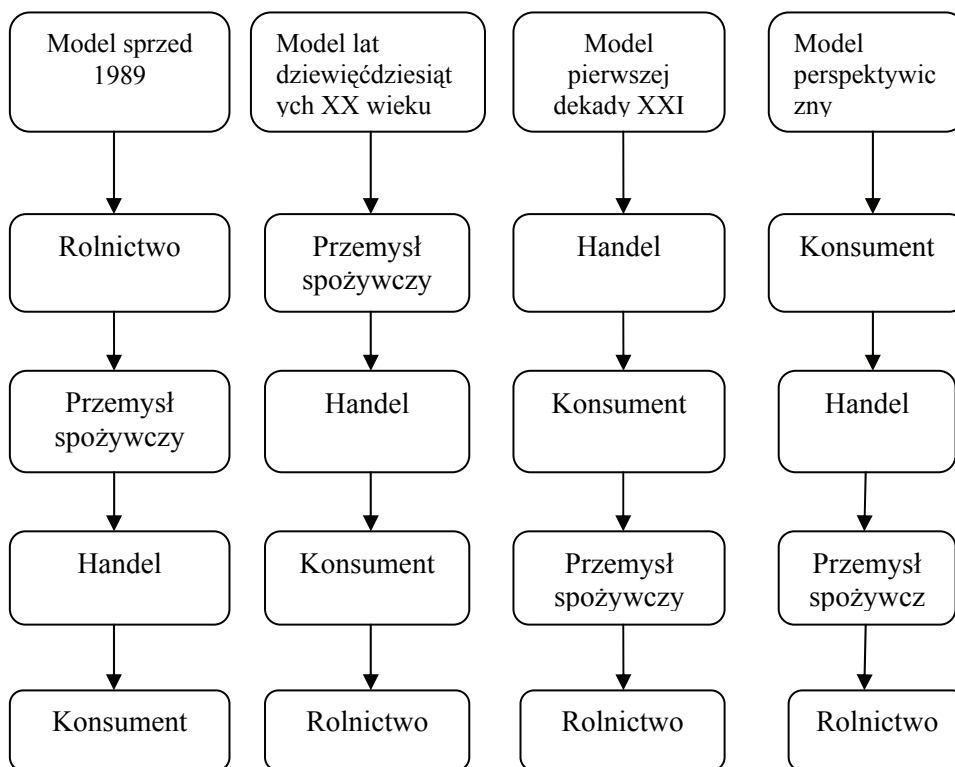 Model sprzed
1989
Model lat
dziewięćdziesiąt
ych XX wieku
Model
pierwszej
dekady XXI
Model
perspektywic
zny
Rolnictwo
Przemysł
spożywczy
Handel
Konsument
Przemysł
spożywczy
Handel
Konsument
Handel
Handel
Konsument
Przemysł
spożywczy
Przemysł
spożywcz
Konsument
Rolnictwo
Rolnictwo
Rolnictwo